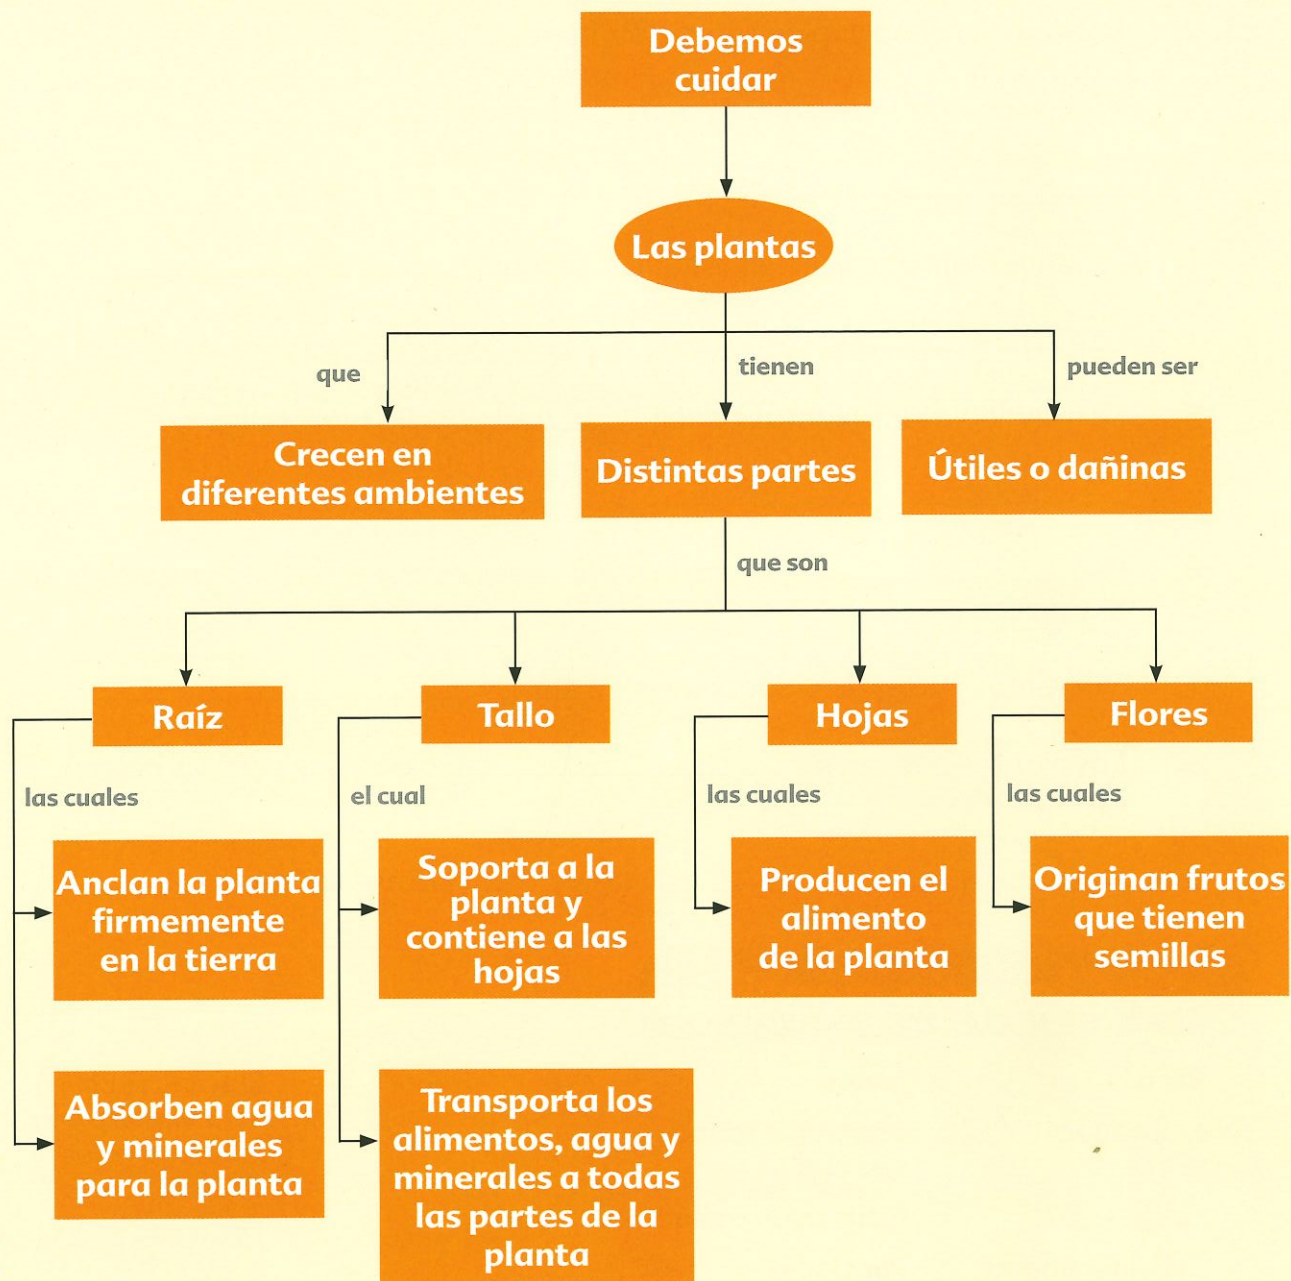 Debemos
cuidar
Las plantas
que
tienen
pueden ser
Crecen en
diferentes ambientes
Distintas partes
Útiles o dañinas
que son
Raíz
Tallo
Hojas
Flores
las cuales
el cual
las cuales
las cuales
Anclan la planta
firmemente
en la tierra
Soporta a la
planta y
contiene a las
hojas
Producen el
alimento
de la planta
Originan frutos
que tienen
semillas
Absorben agua
y minerales
para la planta
Transporta los
alimentos, agua y
minerales a todas
las partes de la
planta